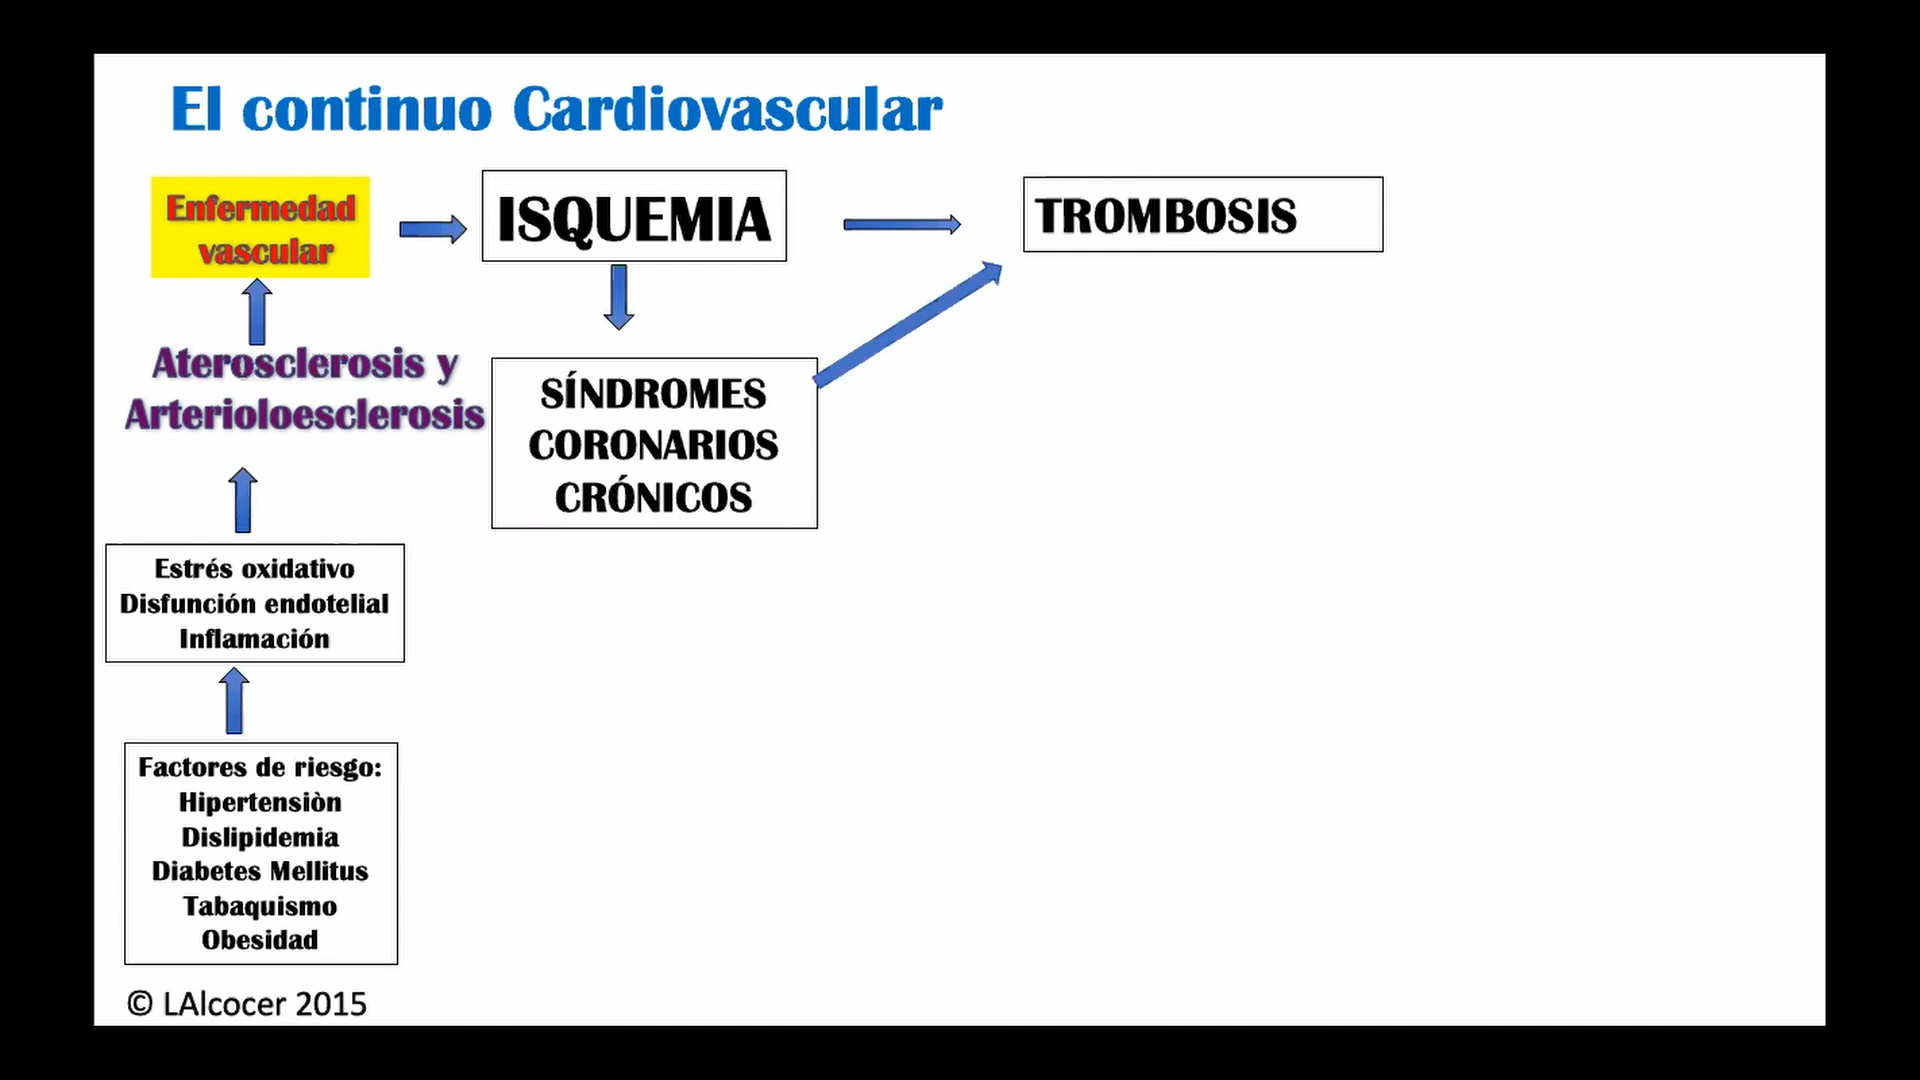 El continuo Cardiovascular
Enfermedad
vascular
ISQUEMIA
TROMBOSIS
Aterosclerosis y
Arterioloesclerosis
SÍNDROMES
CORONARIOS
CRÓNICOS
Estrés oxidativo
Disfunción endotelial
Inflamación
Factores de riesgo:
Hipertensiòn
Dislipidemia
Diabetes Mellitus
Tabaquismo
Obesidad
© LAlcocer 2015